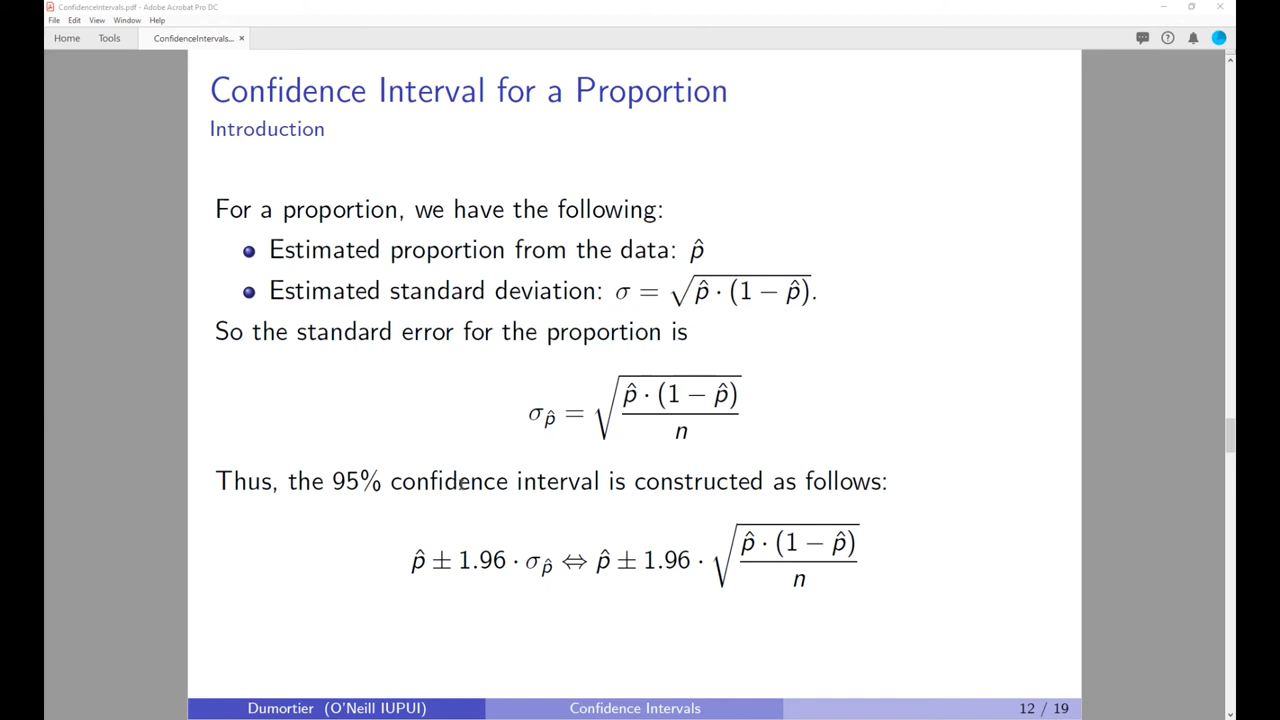 ConfidenceIntervals.pdf - Adobe Acrobat Pro DC
File Edit View Window Help
Home Tools ConfidenceIntervals... ×
Confidence Interval for a Proportion
Introduction
For a proportion, we have the following:
Estimated proportion from the data: p̂
Estimated standard deviation: σ = √(p̂ · (1 − p̂)).
So the standard error for the proportion is
σ_p̂ = √(p̂ · (1 − p̂) / n)
Thus, the 95% confidence interval is constructed as follows:
p̂ ± 1.96 · σ_p̂ ⇔ p̂ ± 1.96 · √(p̂ · (1 − p̂) / n)
Dumortier (O'Neill IUPUI) Confidence Intervals 12 / 19